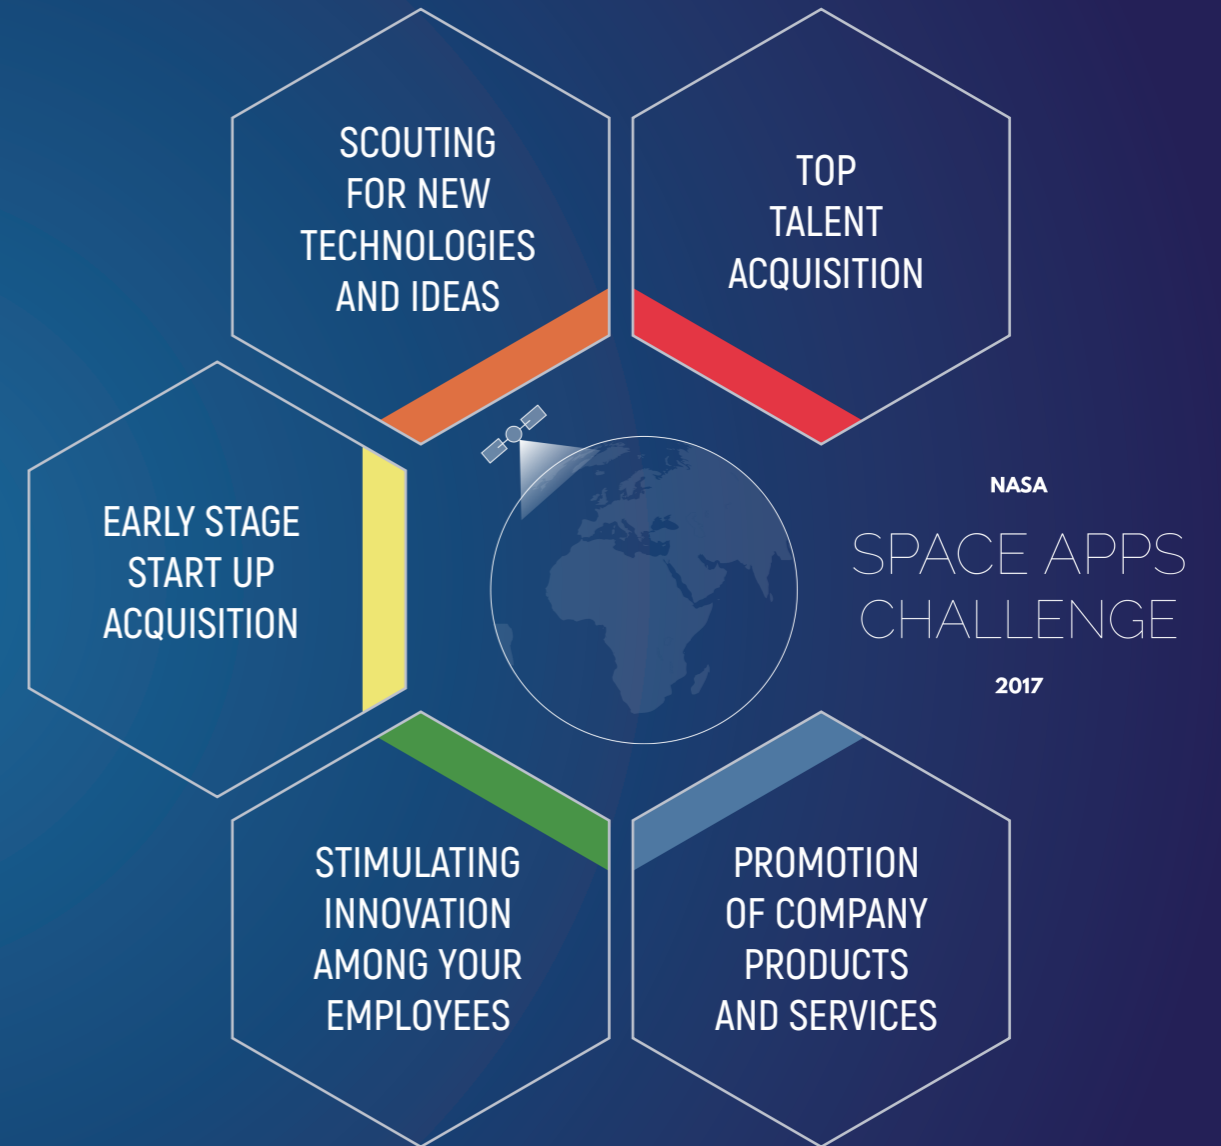 SCOUTING
FOR NEW
TECHNOLOGIES
AND IDEAS
TOP
TALENT
ACQUISITION
EARLY STAGE
START UP
ACQUISITION
NASA
SPACE APPS
CHALLENGE
2017
STIMULATING
INNOVATION
AMONG YOUR
EMPLOYEES
PROMOTION
OF COMPANY
PRODUCTS
AND SERVICES